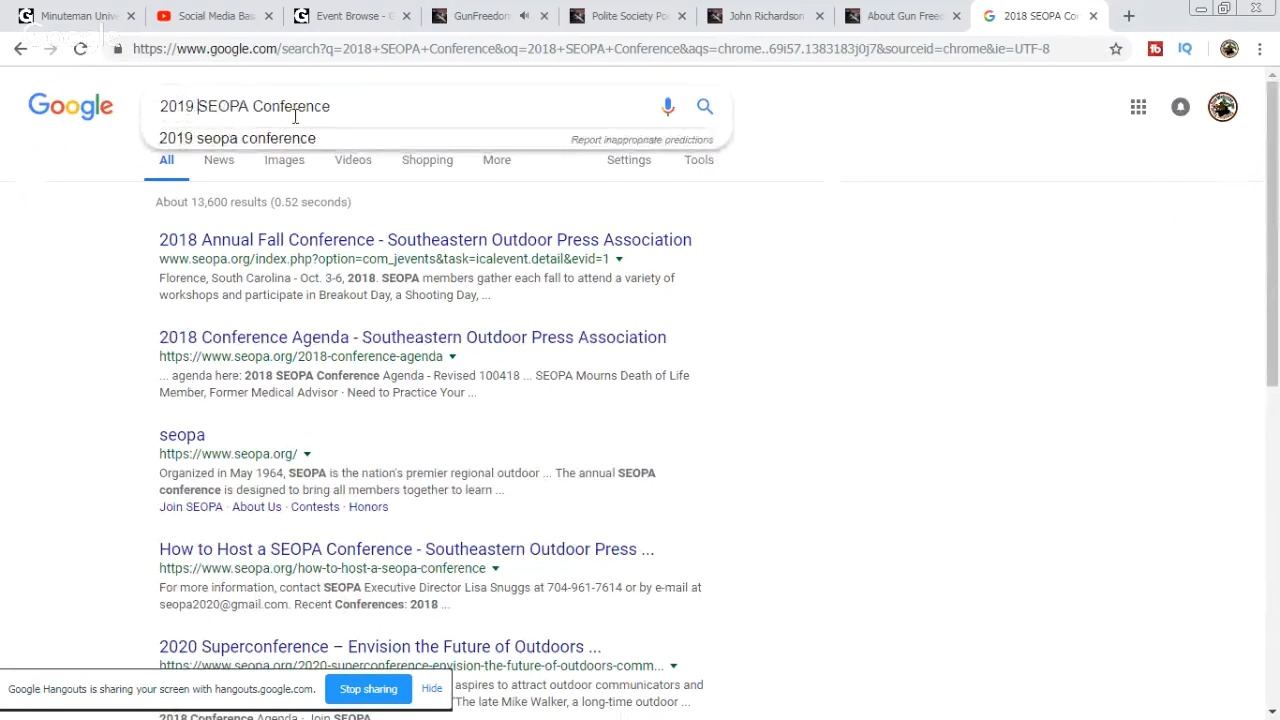 Minuteman Univer
Social Media Bas
Event Browse - G
GunFreedom
Polite Society Po
John Richardson
About Gun Freed
2018 SEOPA Co
https://www.google.com/search?q=2018+SEOPA+Conference&oq=2018+SEOPA+Conference&aqs=chrome..69i57.1383183j0j7&sourceid=chrome&ie=UTF-8
Google
2019 SEOPA Conference
2019 seopa conference
Report inappropriate predictions
All News Images Videos Shopping More Settings Tools
About 13,600 results (0.52 seconds)
2018 Annual Fall Conference - Southeastern Outdoor Press Association
www.seopa.org/index.php?option=com_jevents&task=icalevent.detail&evid=1
Florence, South Carolina - Oct. 3-6, 2018. SEOPA members gather each fall to attend a variety of
workshops and participate in Breakout Day, a Shooting Day, ...
2018 Conference Agenda - Southeastern Outdoor Press Association
https://www.seopa.org/2018-conference-agenda
... agenda here: 2018 SEOPA Conference Agenda - Revised 100418 ... SEOPA Mourns Death of Life
Member, Former Medical Advisor · Need to Practice Your ...
seopa
https://www.seopa.org/
Organized in May 1964, SEOPA is the nation's premier regional outdoor ... The annual SEOPA
conference is designed to bring all members together to learn ...
Join SEOPA · About Us · Contests · Honors
How to Host a SEOPA Conference - Southeastern Outdoor Press ...
https://www.seopa.org/how-to-host-a-seopa-conference
For more information, contact SEOPA Executive Director Lisa Snuggs at 704-961-7614 or by e-mail at
seopa2020@gmail.com. Recent Conferences: 2018 ...
2020 Superconference – Envision the Future of Outdoors ...
https://www.seopa.org/2020-superconference-envision-the-future-of-outdoors-comm...
aspires to attract outdoor communicators and
"The late Mike Walker, a long-time outdoor ...
2018 Conference Agenda · Join SEOPA
Google Hangouts is sharing your screen with hangouts.google.com.
Stop sharing
Hide